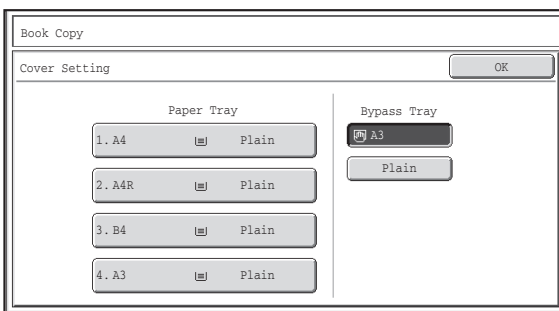 Book Copy
Cover Setting
OK
Paper Tray
1. A4 Plain
2. A4R Plain
3. B4 Plain
4. A3 Plain
Bypass Tray
A3
Plain